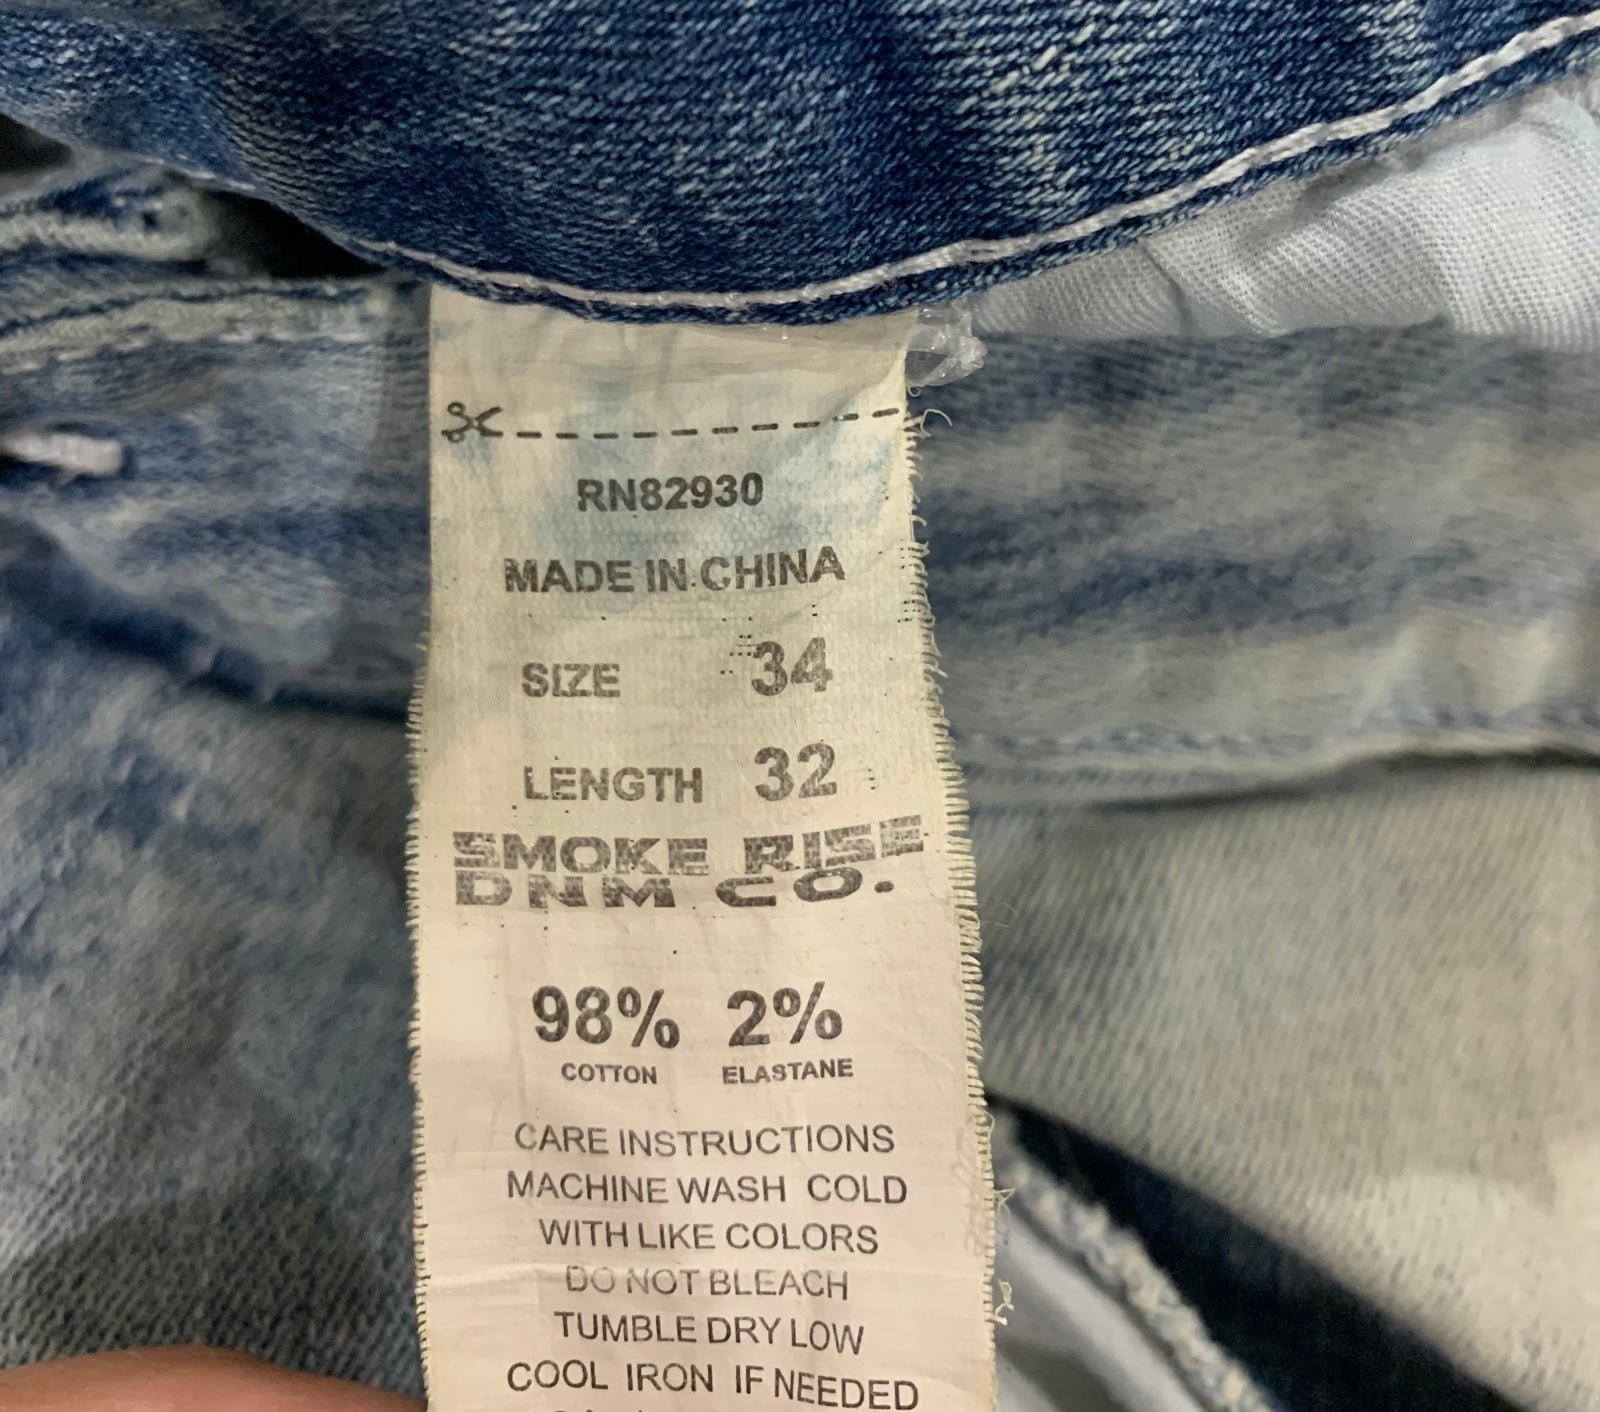 RN82930
MADE IN CHINA
SIZE 34
LENGTH 32
SMOKE RISE
DNM CO.
98% 2%
COTTON ELASTANE
CARE INSTRUCTIONS
MACHINE WASH COLD
WITH LIKE COLORS
DO NOT BLEACH
TUMBLE DRY LOW
COOL IRON IF NEEDED